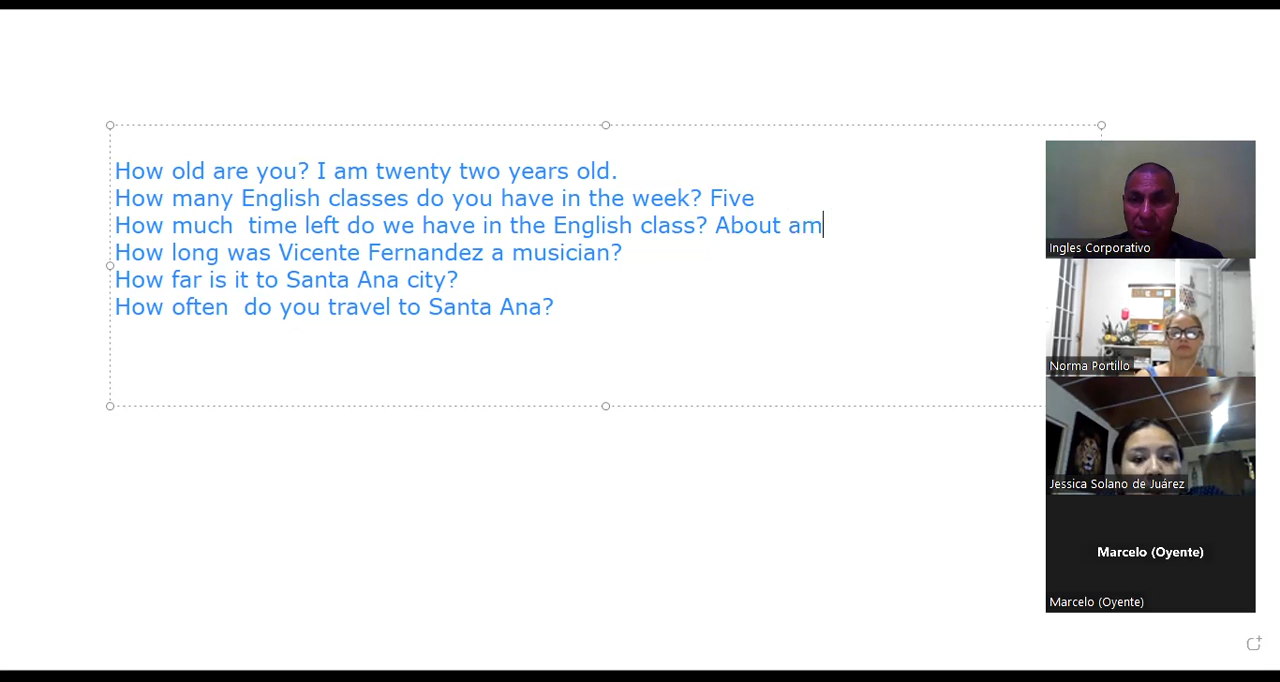 How old are you? I am twenty two years old.
How many English classes do you have in the week? Five
How much  time left do we have in the English class? About am
How long was Vicente Fernandez a musician?
How far is it to Santa Ana city?
How often  do you travel to Santa Ana?
Ingles Corporativo
Norma Portillo
Jessica Solano de Juárez
Marcelo (Oyente)
Marcelo (Oyente)